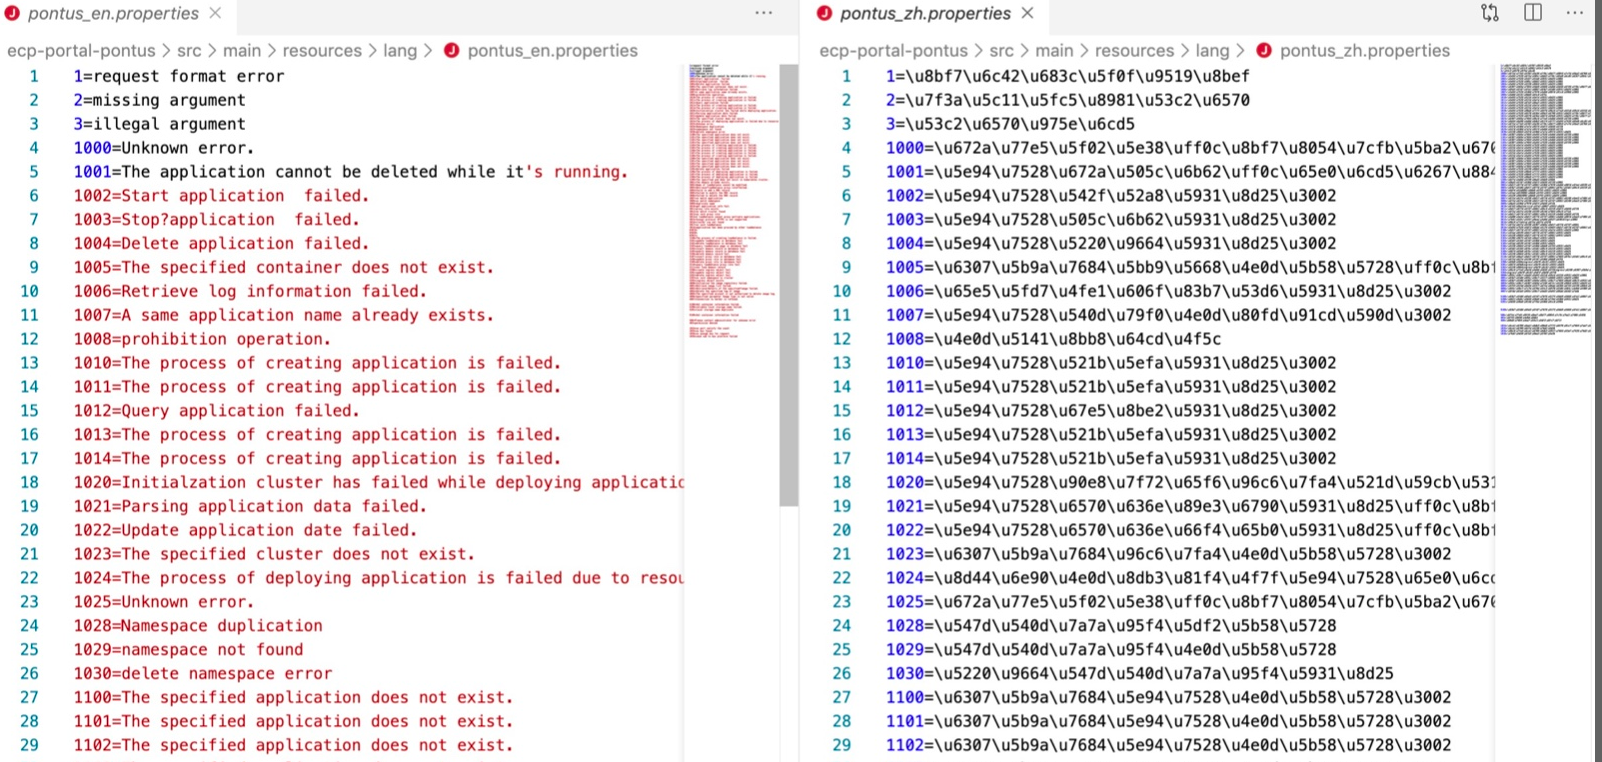 pontus_en.properties
ecp-portal-pontus > src > main > resources > lang > pontus_en.properties
1 1=request format error
2 2=missing argument
3 3=illegal argument
4 1000=Unknown error.
5 1001=The application cannot be deleted while it's running.
6 1002=Start application  failed.
7 1003=Stop?application  failed.
8 1004=Delete application failed.
9 1005=The specified container does not exist.
10 1006=Retrieve log information failed.
11 1007=A same application name already exists.
12 1008=prohibition operation.
13 1010=The process of creating application is failed.
14 1011=The process of creating application is failed.
15 1012=Query application failed.
16 1013=The process of creating application is failed.
17 1014=The process of creating application is failed.
18 1020=Initialzation cluster has failed while deploying applicatic
19 1021=Parsing application data failed.
20 1022=Update application date failed.
21 1023=The specified cluster does not exist.
22 1024=The process of deploying application is failed due to resou
23 1025=Unknown error.
24 1028=Namespace duplication
25 1029=namespace not found
26 1030=delete namespace error
27 1100=The specified application does not exist.
28 1101=The specified application does not exist.
29 1102=The specified application does not exist.
pontus_zh.properties
ecp-portal-pontus > src > main > resources > lang > pontus_zh.properties
1 1=\u8bf7\u6c42\u683c\u5f0f\u9519\u8bef
2 2=\u7f3a\u5c11\u5fc5\u8981\u53c2\u6570
3 3=\u53c2\u6570\u975e\u6cd5
4 1000=\u672a\u77e5\u5f02\u5e38\uff0c\u8bf7\u8054\u7cfb\u5ba2\u670
5 1001=\u5e94\u7528\u672a\u505c\u6b62\uff0c\u65e0\u6cd5\u6267\u884
6 1002=\u5e94\u7528\u542f\u52a8\u5931\u8d25\u3002
7 1003=\u5e94\u7528\u505c\u6b62\u5931\u8d25\u3002
8 1004=\u5e94\u7528\u5220\u9664\u5931\u8d25\u3002
9 1005=\u6307\u5b9a\u7684\u5bb9\u5668\u4e0d\u5b58\u5728\uff0c\u8bf
10 1006=\u65e5\u5fd7\u4fe1\u606f\u83b7\u53d6\u5931\u8d25\u3002
11 1007=\u5e94\u7528\u540d\u79f0\u4e0d\u80fd\u91cd\u590d\u3002
12 1008=\u4e0d\u5141\u8bb8\u64cd\u4f5c
13 1010=\u5e94\u7528\u521b\u5efa\u5931\u8d25\u3002
14 1011=\u5e94\u7528\u521b\u5efa\u5931\u8d25\u3002
15 1012=\u5e94\u7528\u67e5\u8be2\u5931\u8d25\u3002
16 1013=\u5e94\u7528\u521b\u5efa\u5931\u8d25\u3002
17 1014=\u5e94\u7528\u521b\u5efa\u5931\u8d25\u3002
18 1020=\u5e94\u7528\u90e8\u7f72\u65f6\u96c6\u7fa4\u521d\u59cb\u531
19 1021=\u5e94\u7528\u6570\u636e\u89e3\u6790\u5931\u8d25\uff0c\u8bf
20 1022=\u5e94\u7528\u6570\u636e\u66f4\u65b0\u5931\u8d25\uff0c\u8bf
21 1023=\u6307\u5b9a\u7684\u96c6\u7fa4\u4e0d\u5b58\u5728\u3002
22 1024=\u8d44\u6e90\u4e0d\u8db3\u81f4\u4f7f\u5e94\u7528\u65e0\u6cc
23 1025=\u672a\u77e5\u5f02\u5e38\uff0c\u8bf7\u8054\u7cfb\u5ba2\u670
24 1028=\u547d\u540d\u7a7a\u95f4\u5df2\u5b58\u5728
25 1029=\u547d\u540d\u7a7a\u95f4\u4e0d\u5b58\u5728
26 1030=\u5220\u9664\u547d\u540d\u7a7a\u95f4\u5931\u8d25
27 1100=\u6307\u5b9a\u7684\u5e94\u7528\u4e0d\u5b58\u5728\u3002
28 1101=\u6307\u5b9a\u7684\u5e94\u7528\u4e0d\u5b58\u5728\u3002
29 1102=\u6307\u5b9a\u7684\u5e94\u7528\u4e0d\u5b58\u5728\u3002